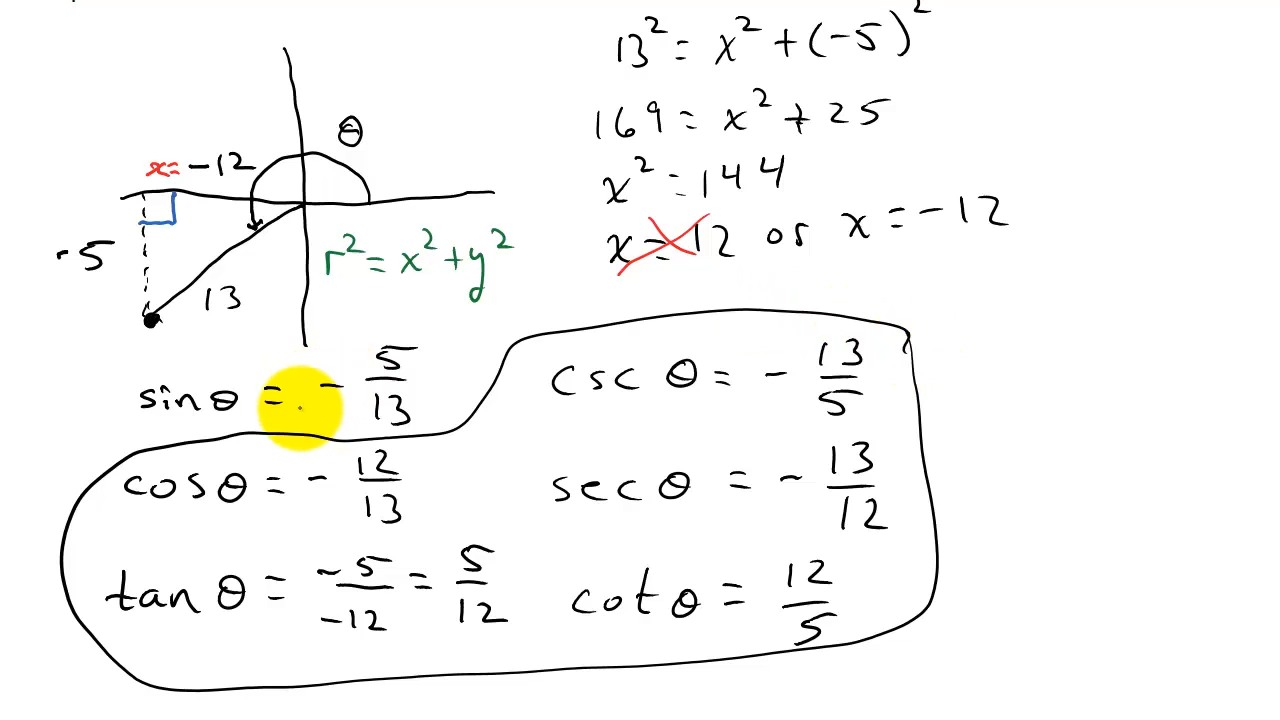 13² = x² + (-5)²
169 = x² + 25
x² = 144
x = 12 or x = -12
θ
x= -12
-5
13
r² = x² + y²
sin θ = - 5/13
cos θ = - 12/13
tan θ = -5/-12 = 5/12
csc θ = - 13/5
sec θ = - 13/12
cot θ = 12/5